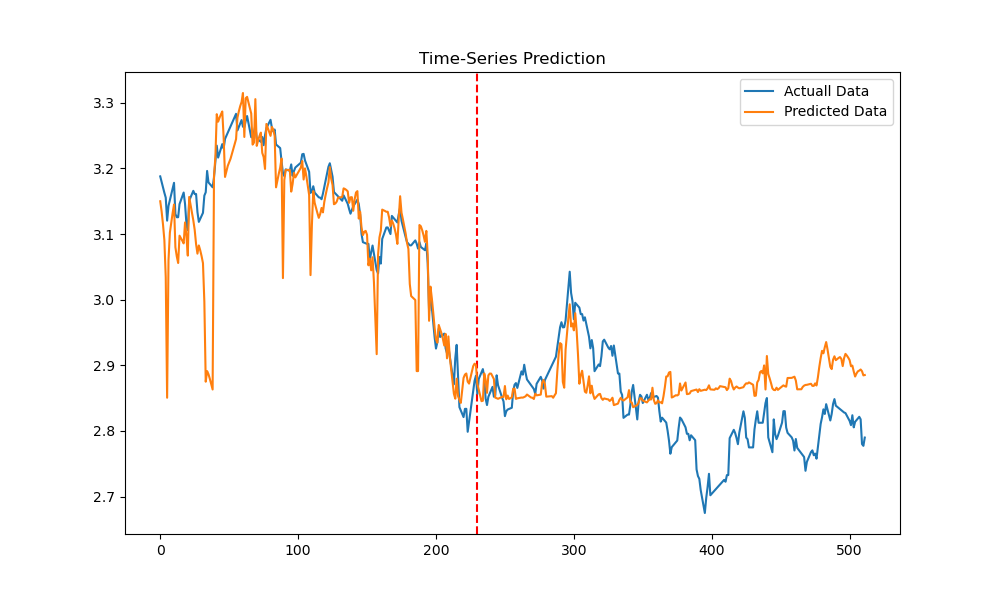 Time-Series Prediction
Actuall Data
Predicted Data
3.3
3.2
3.1
3.0
2.9
2.8
2.7
0 100 200 300 400 500